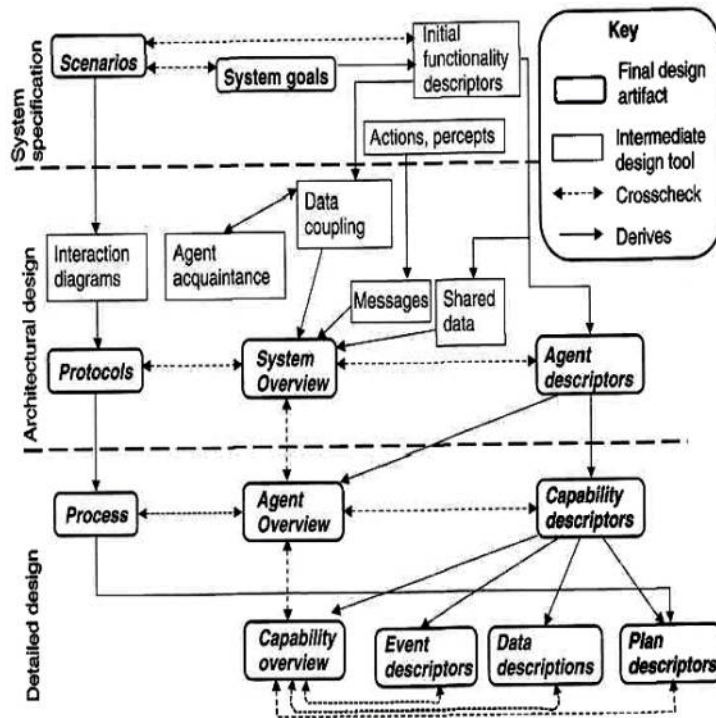 System
specification
Scenarios
System goals
Initial
functionality
descriptors
Actions, percepts
Key
Final design
artifact
Intermediate
design tool
Crosscheck
Derives
Architectural design
Interaction
diagrams
Agent
acquaintance
Data
coupling
Messages
Shared
data
Protocols
System
Overview
Agent
descriptors
Detailed design
Process
Agent
Overview
Capability
descriptors
Capability
overview
Event
descriptors
Data
descriptions
Plan
descriptors